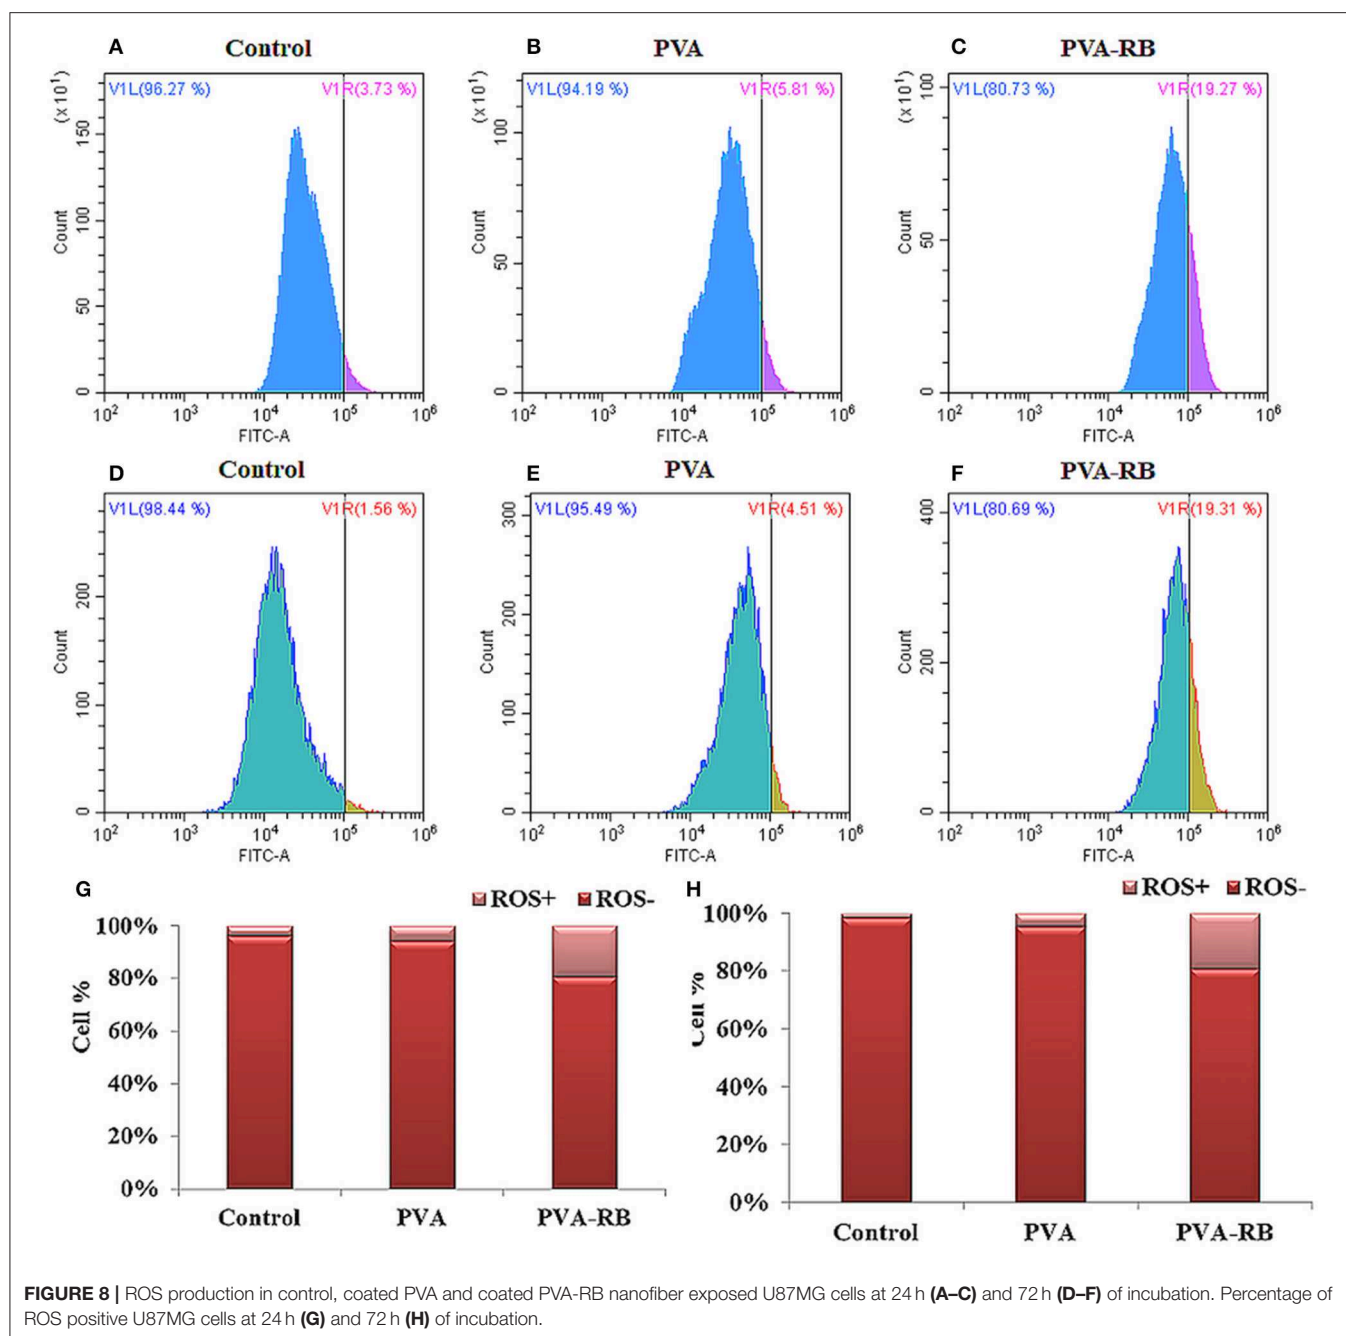 A Control
B PVA
C PVA-RB
V1L(96.27 %) V1R(3.73 %)
V1L(94.19 %) V1R(5.81 %)
V1L(80.73 %) V1R(19.27 %)
(x 10¹)
Count
0 50 100 150
10² 10³ 10⁴ 10⁵ 10⁶
FITC-A
(x 10¹)
Count
0 50 100
10² 10³ 10⁴ 10⁵ 10⁶
FITC-A
(x 10¹)
Count
0 50 100
10² 10³ 10⁴ 10⁵ 10⁶
FITC-A
D Control
E PVA
F PVA-RB
V1L(98.44 %) V1R(1.56 %)
V1L(95.49 %) V1R(4.51 %)
V1L(80.69 %) V1R(19.31 %)
Count
0 100 200
10² 10³ 10⁴ 10⁵ 10⁶
FITC-A
Count
0 100 200 300
10² 10³ 10⁴ 10⁵ 10⁶
FITC-A
Count
0 200 400
10² 10³ 10⁴ 10⁵ 10⁶
FITC-A
G
ROS+ ROS-
Cell %
100%
80%
60%
40%
20%
0%
Control PVA PVA-RB
H
ROS+ ROS-
Cell %
100%
80%
60%
40%
20%
0%
Control PVA PVA-RB
FIGURE 8 | ROS production in control, coated PVA and coated PVA-RB nanofiber exposed U87MG cells at 24 h (A–C) and 72 h (D–F) of incubation. Percentage of
ROS positive U87MG cells at 24 h (G) and 72 h (H) of incubation.